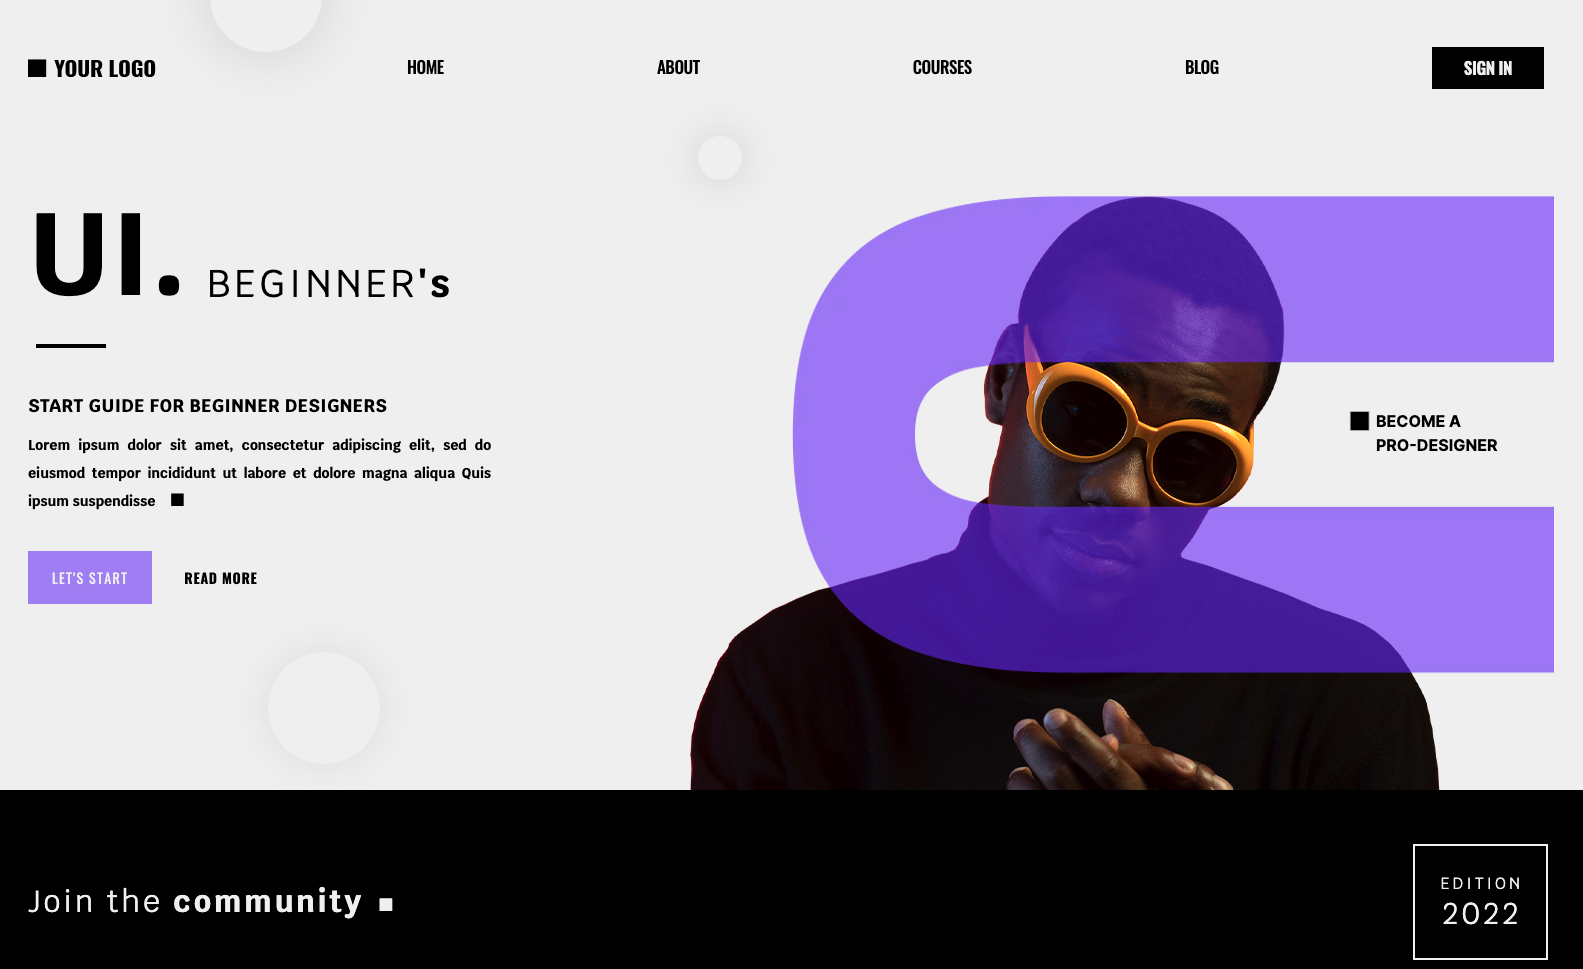 YOUR LOGO
HOME
ABOUT
COURSES
BLOG
SIGN IN
UI. BEGINNER's
START GUIDE FOR BEGINNER DESIGNERS
Lorem ipsum dolor sit amet, consectetur adipiscing elit, sed do
eiusmod tempor incididunt ut labore et dolore magna aliqua Quis
ipsum suspendisse
LET'S START
READ MORE
BECOME A
PRO-DESIGNER
Join the community
EDITION
2022